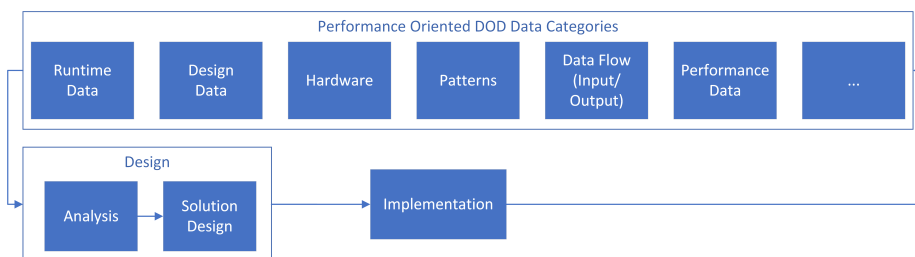 Performance Oriented DOD Data Categories
Runtime
Data
Design
Data
Hardware
Patterns
Data Flow
(Input/
Output)
Performance
Data
...
Design
Analysis
Solution
Design
Implementation